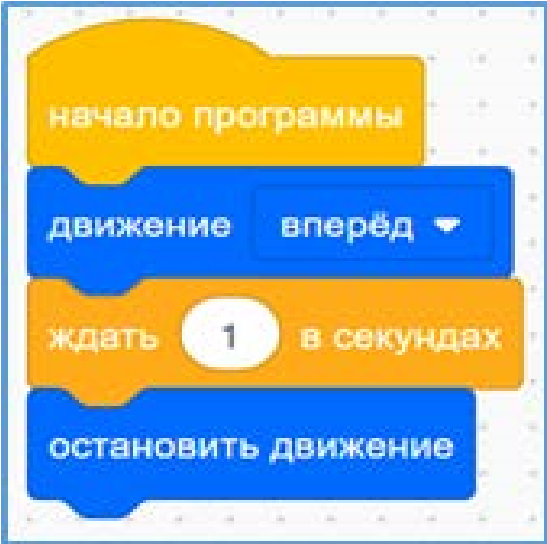 начало программы
движение вперёд
ждать 1 в секундах
остановить движение